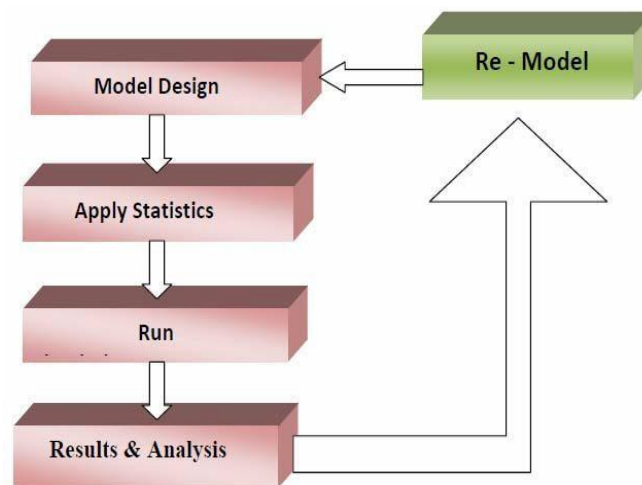 Re - Model
Model Design
Apply Statistics
Run
Results & Analysis